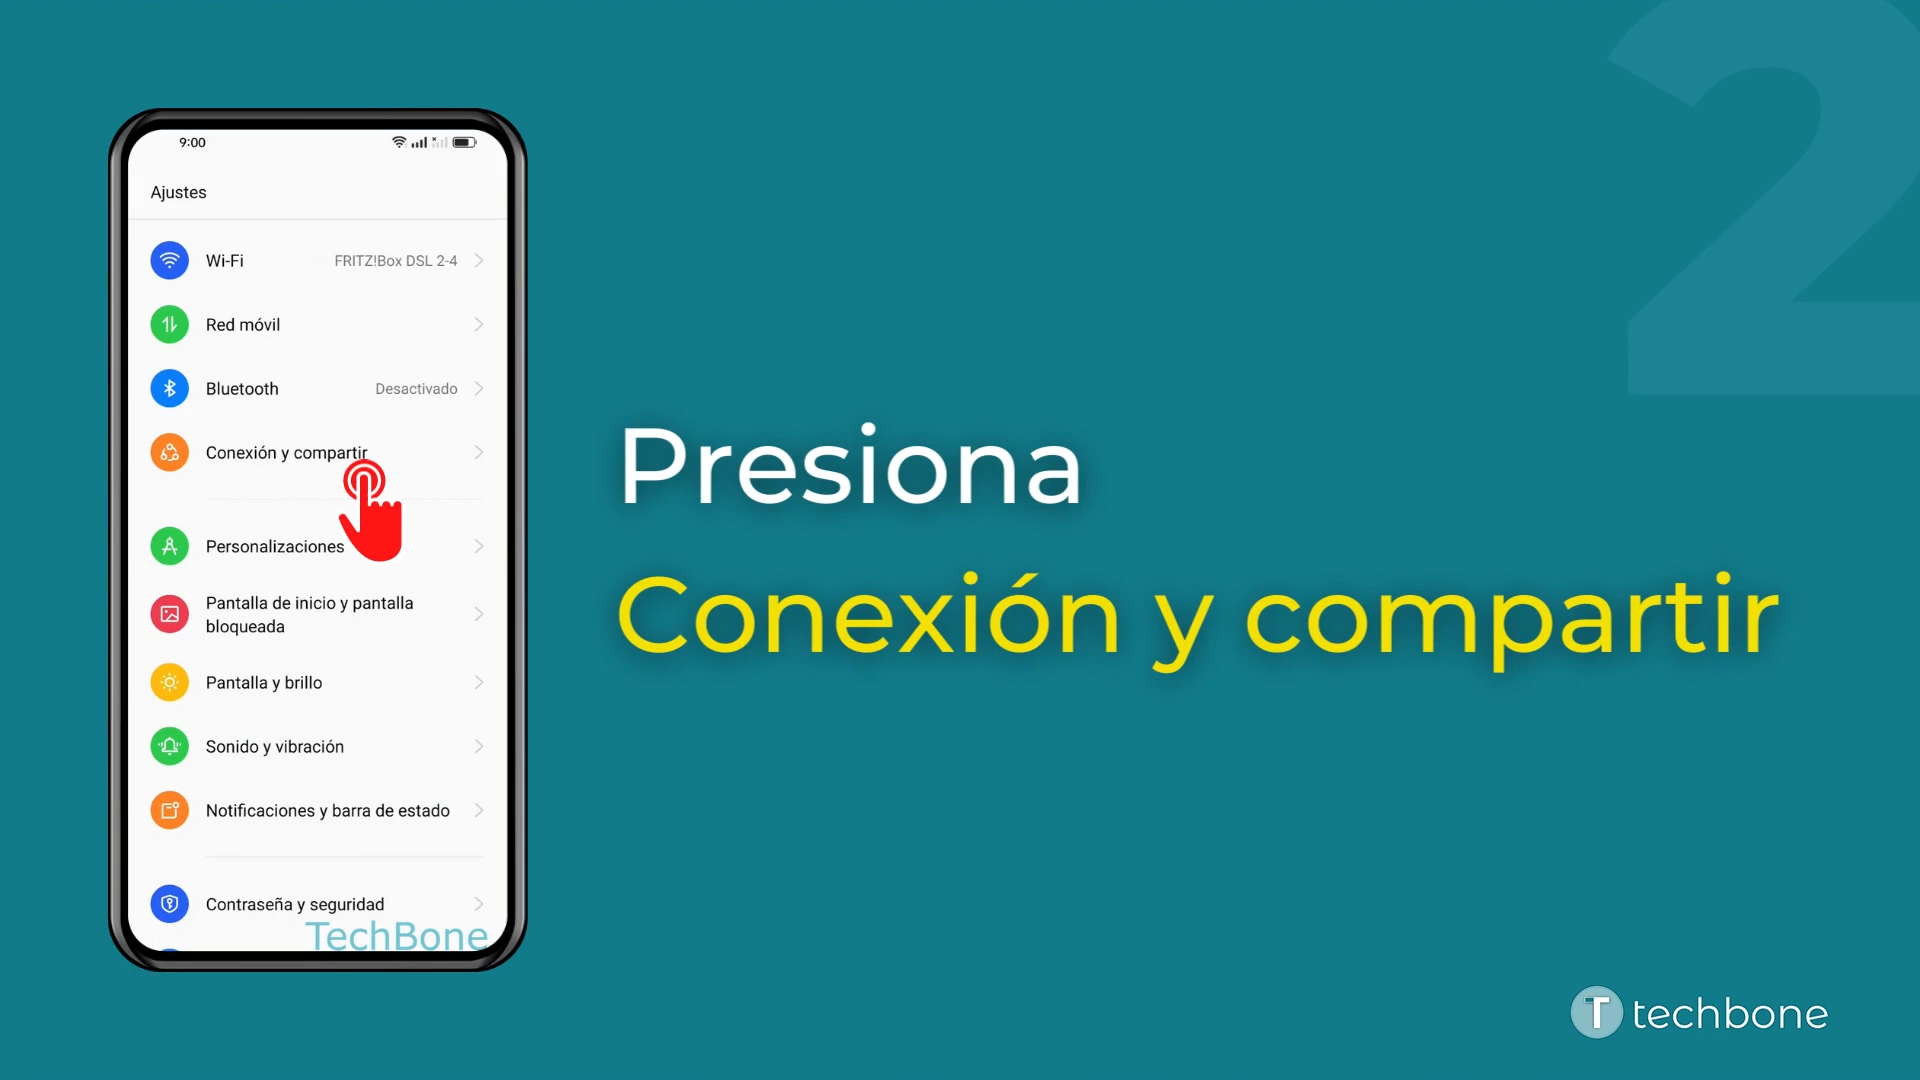 2
9:00
Ajustes
Wi-Fi FRITZ!Box DSL 2-4
Red móvil
Bluetooth Desactivado
Conexión y compartir
Personalizaciones
Pantalla de inicio y pantalla
bloqueada
Pantalla y brillo
Sonido y vibración
Notificaciones y barra de estado
Contraseña y seguridad
TechBone
Presiona
Conexión y compartir
T techbone